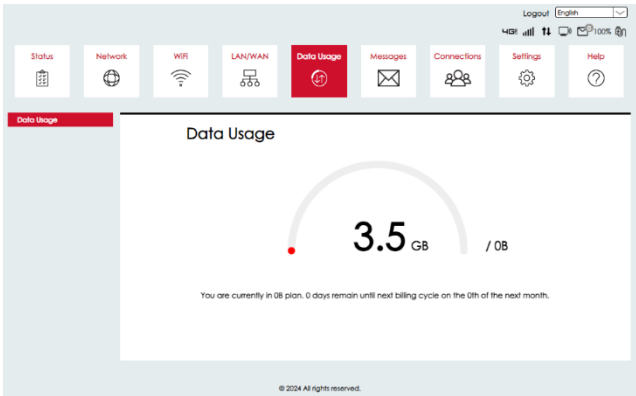 Logout English
4G 100%
Status Network WiFi LAN/WAN Data Usage Messages Connections Settings Help
Data Usage
Data Usage
3.5 GB / 0B
You are currently in 0B plan. 0 days remain until next billing cycle on the 0th of the next month.
© 2024 All rights reserved.